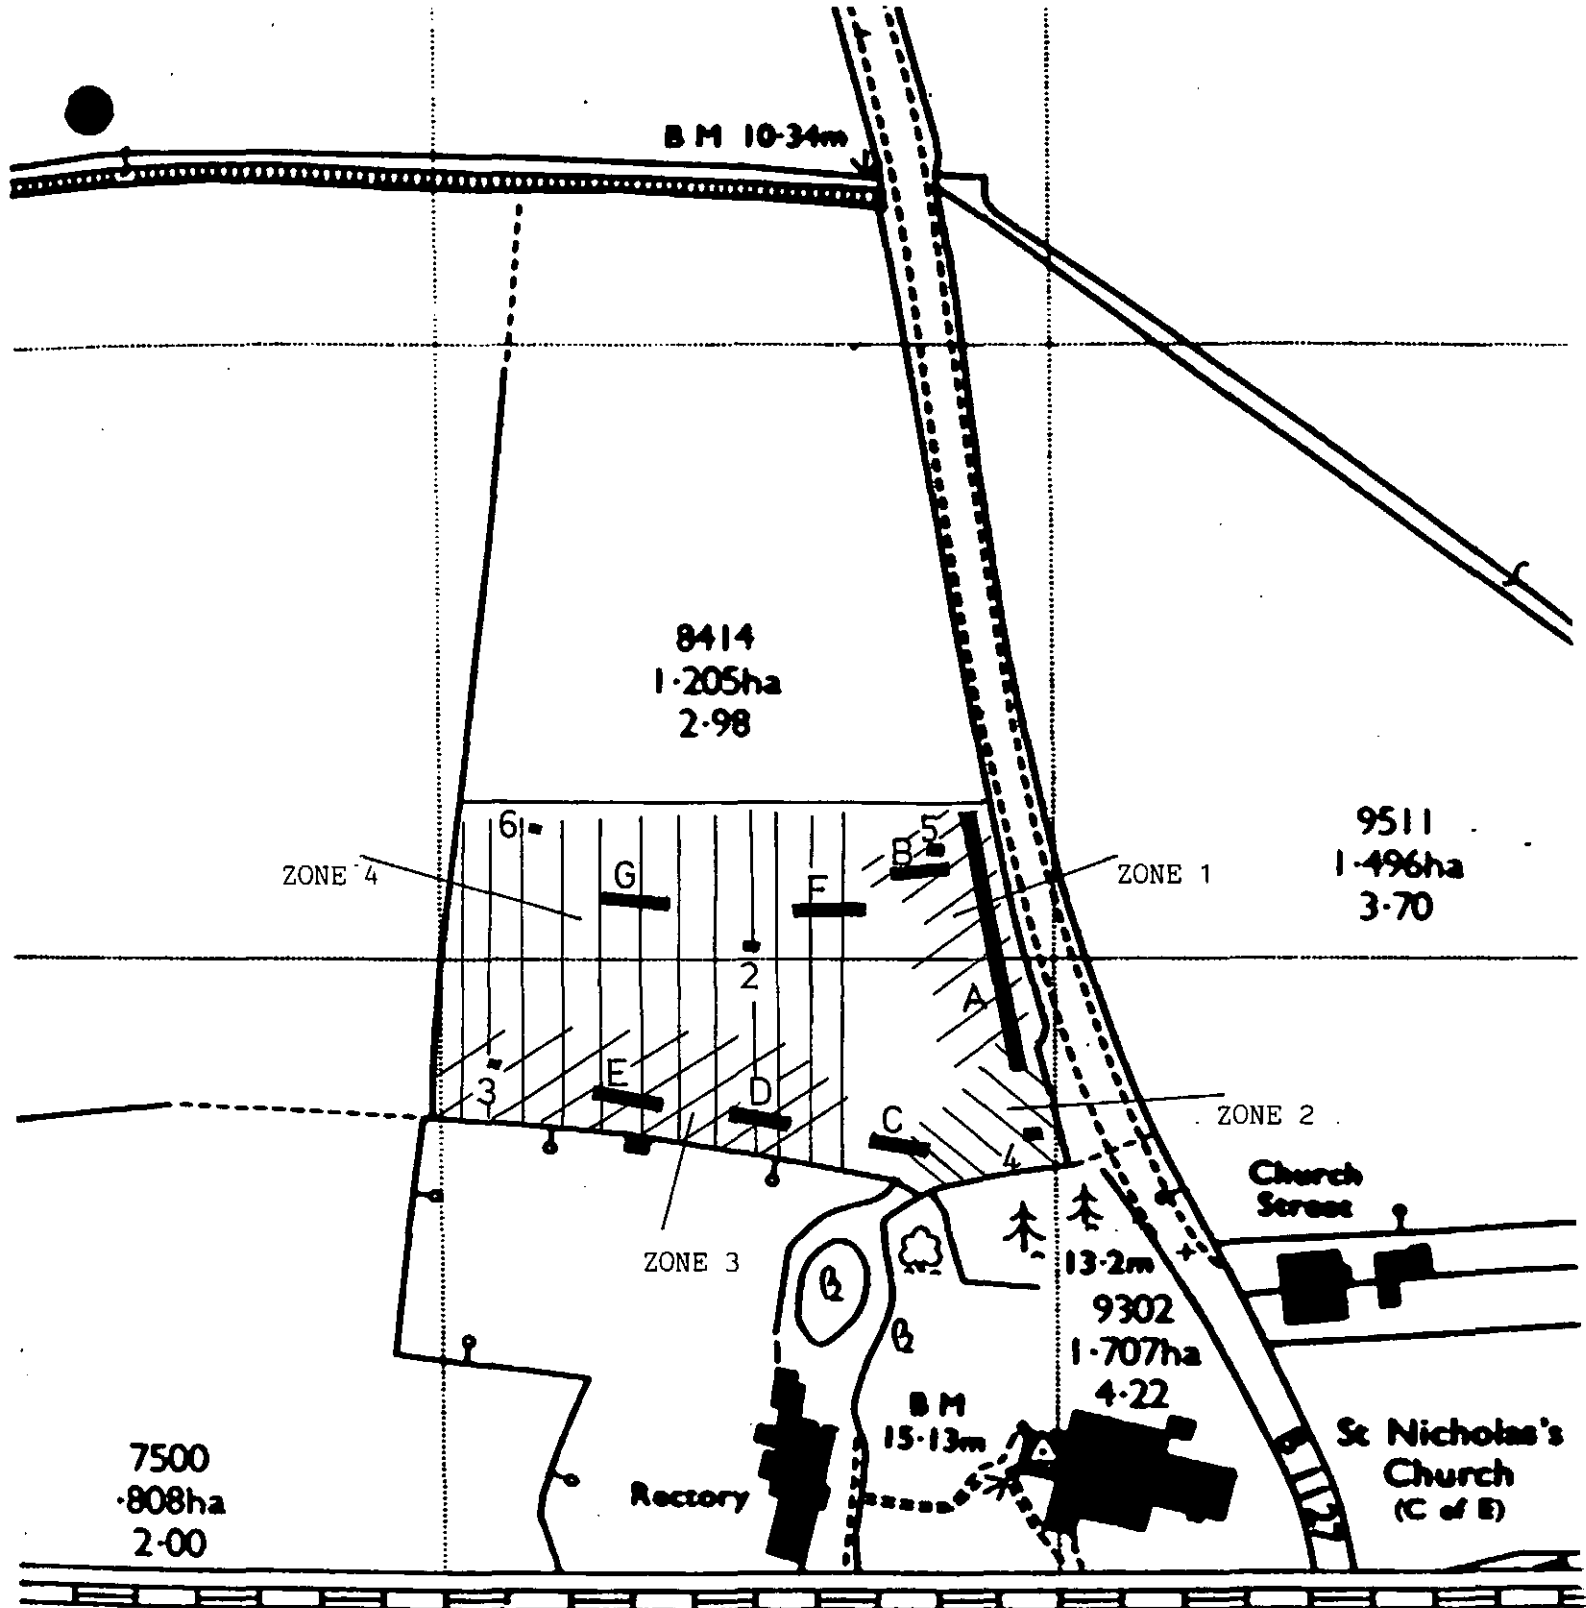 B M 10·34m
8414
1·205ha
2·98
9511
1·496ha
3·70
ZONE 4
ZONE 1
6
5
B
G
F
2
A
3
E
D
C
4
ZONE 2
ZONE 3
Church
Street
13·2m
9302
1·707ha
4·22
B M
15·13m
Rectory
St Nicholas's
Church
(C of E)
B 1127
7500
·808ha
2·00